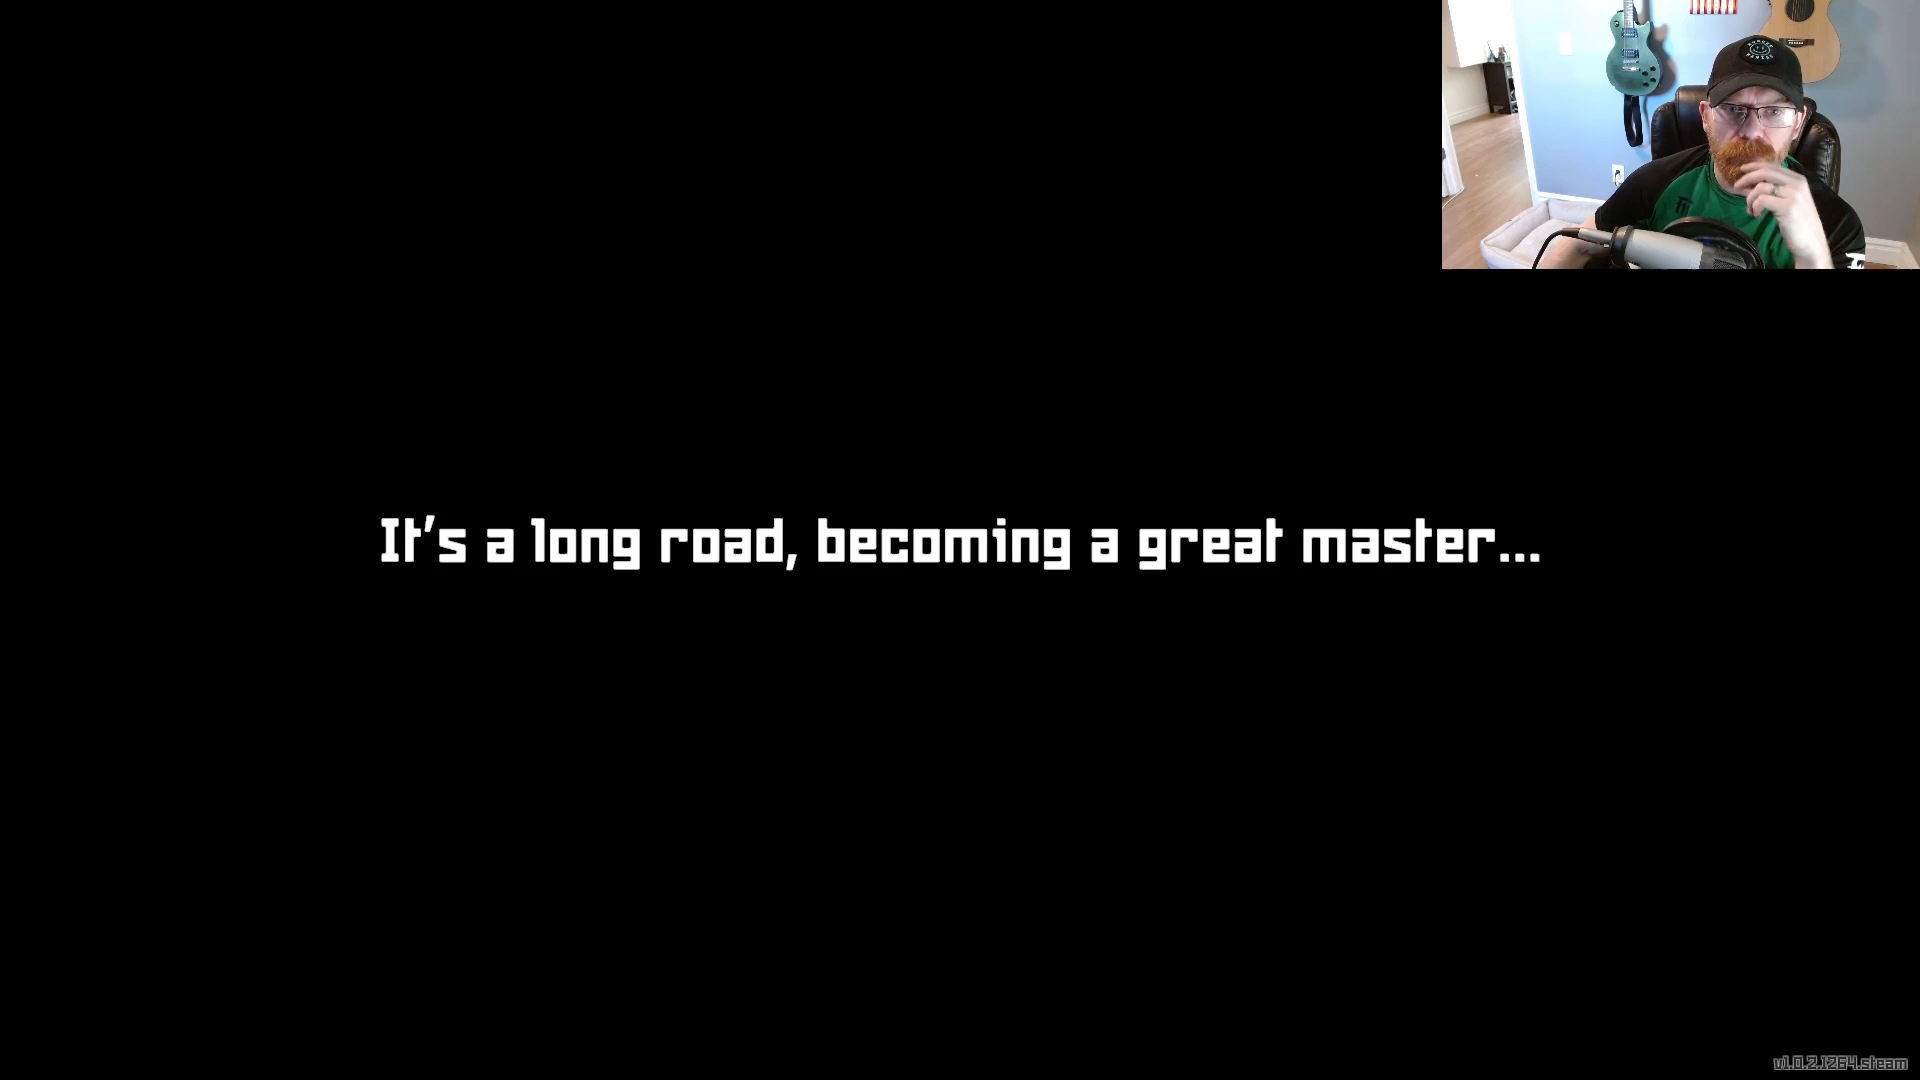 It's a long road, becoming a great master...
v1.0.2.1264.steam